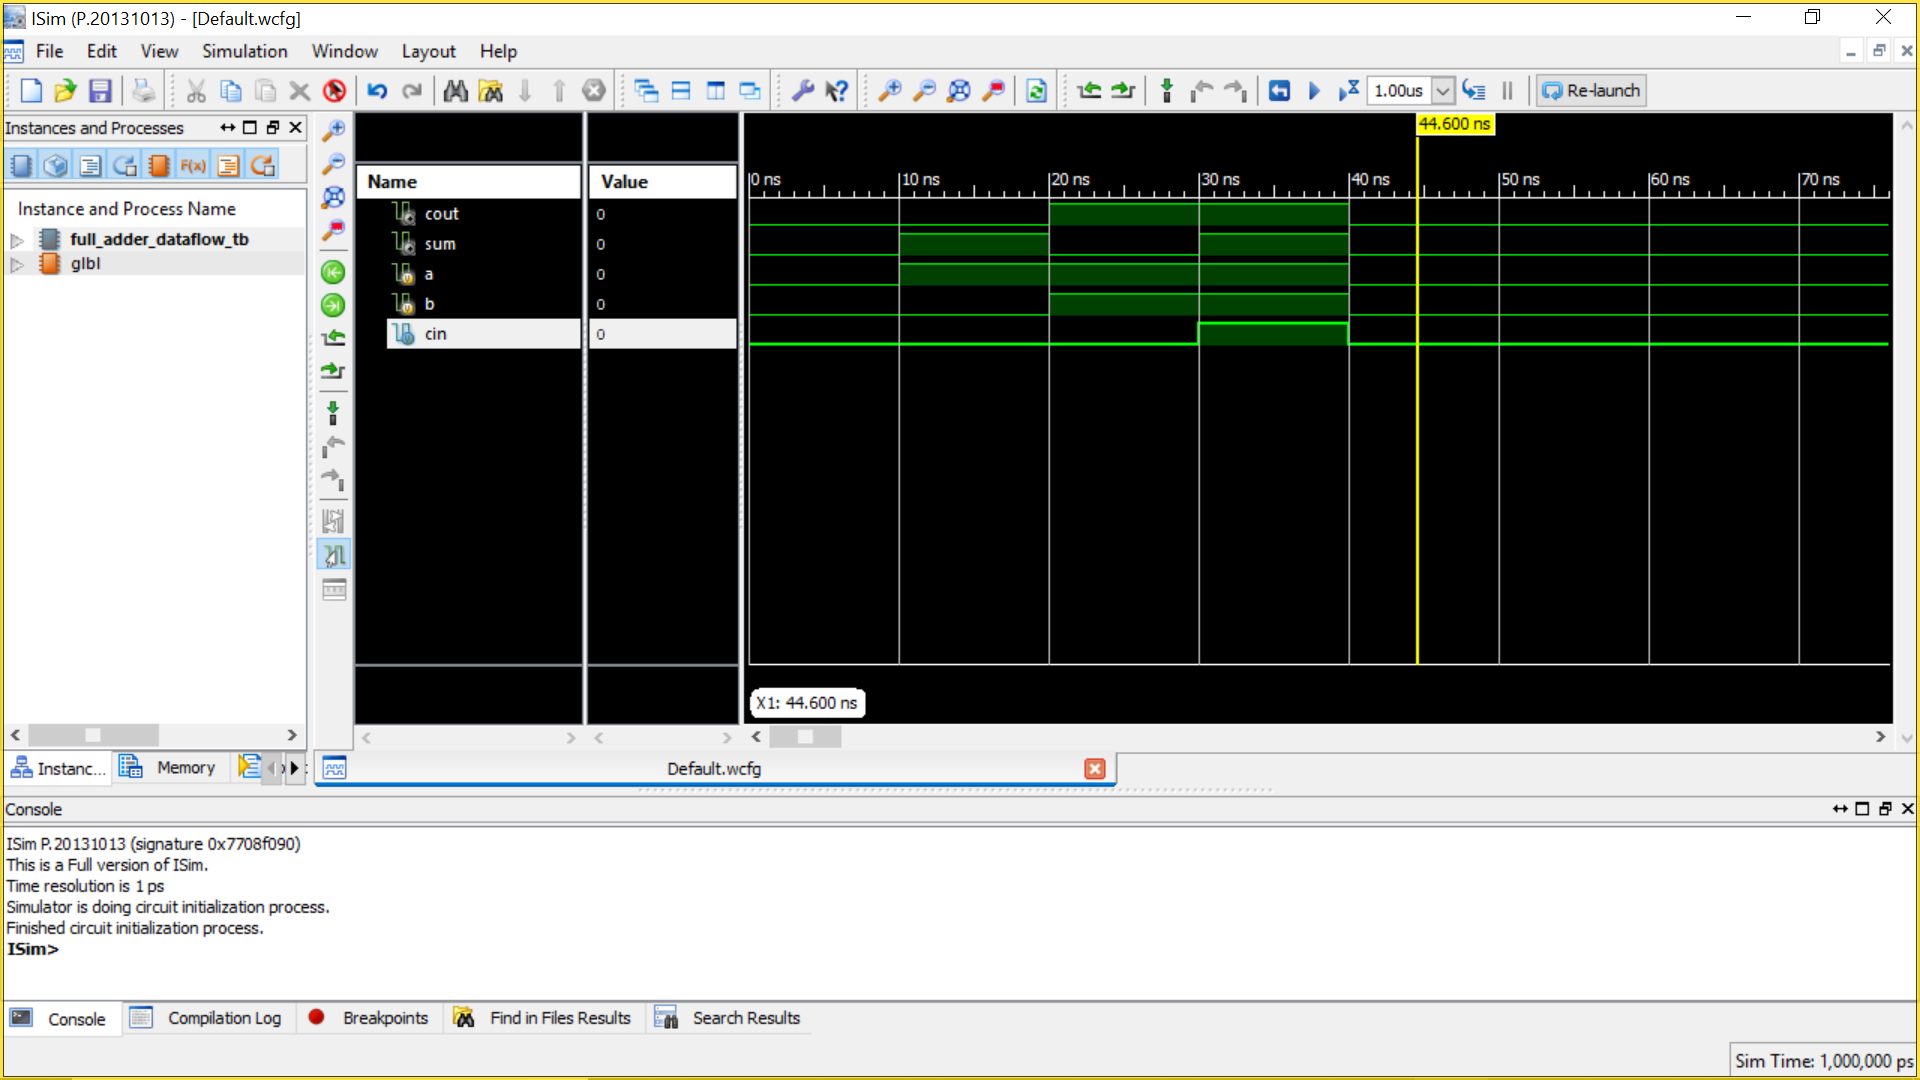 ISim (P.20131013) - [Default.wcfg]
File Edit View Simulation Window Layout Help
1.00us Re-launch
Instances and Processes
F(x)
Instance and Process Name
full_adder_dataflow_tb
glbl
Name Value
cout 0
sum 0
a 0
b 0
cin 0
44.600 ns
0 ns 10 ns 20 ns 30 ns 40 ns 50 ns 60 ns 70 ns
X1: 44.600 ns
Instanc... Memory
Default.wcfg
Console
ISim P.20131013 (signature 0x7708f090)
This is a Full version of ISim.
Time resolution is 1 ps
Simulator is doing circuit initialization process.
Finished circuit initialization process.
ISim>
Console Compilation Log Breakpoints Find in Files Results Search Results
Sim Time: 1,000,000 ps